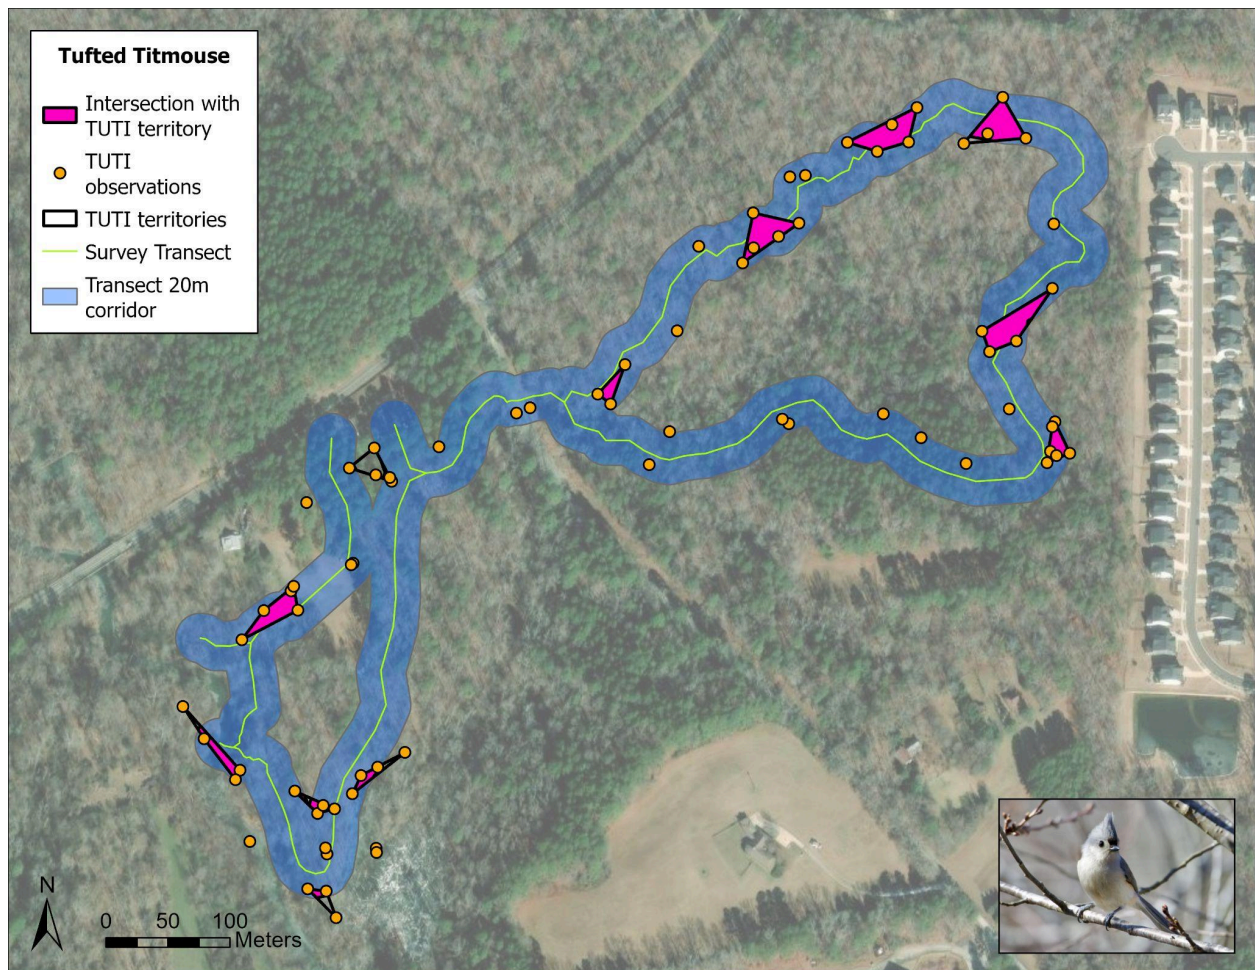 Tufted Titmouse
Intersection with
TUTI territory
TUTI
observations
TUTI territories
Survey Transect
Transect 20m
corridor
N
0 50 100
Meters